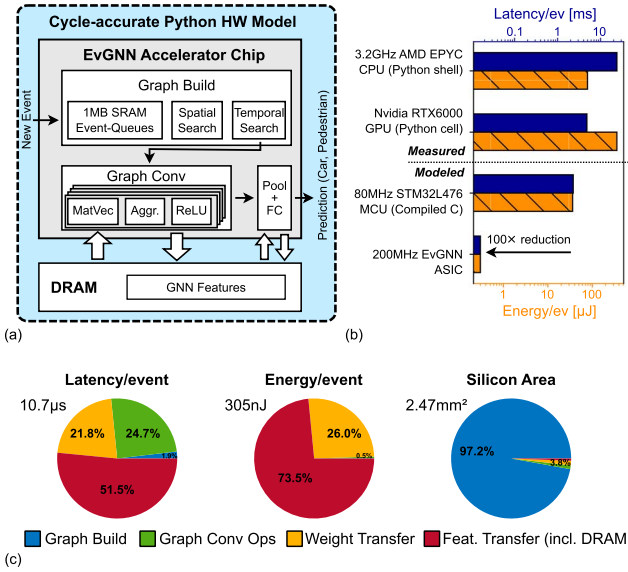 Cycle-accurate Python HW Model
EvGNN Accelerator Chip
Graph Build
1MB SRAM
Event-Queues
Spatial
Search
Temporal
Search
New Event
Graph Conv
MatVec
Aggr.
ReLU
Pool
+
FC
Prediction (Car, Pedestrian)
DRAM
GNN Features
(a)
Latency/ev [ms]
0.1
1
10
3.2GHz AMD EPYC
CPU (Python shell)
Nvidia RTX6000
GPU (Python cell)
Measured
Modeled
80MHz STM32L476
MCU (Compiled C)
100× reduction
200MHz EvGNN
ASIC
1
10
100
Energy/ev [μJ]
(b)
Latency/event
10.7μs
21.8%
24.7%
1.9%
51.5%
Energy/event
305nJ
26.0%
0.5%
73.5%
Silicon Area
2.47mm²
97.2%
3.8%
Graph Build
Graph Conv Ops
Weight Transfer
Feat. Transfer (incl. DRAM
(c)